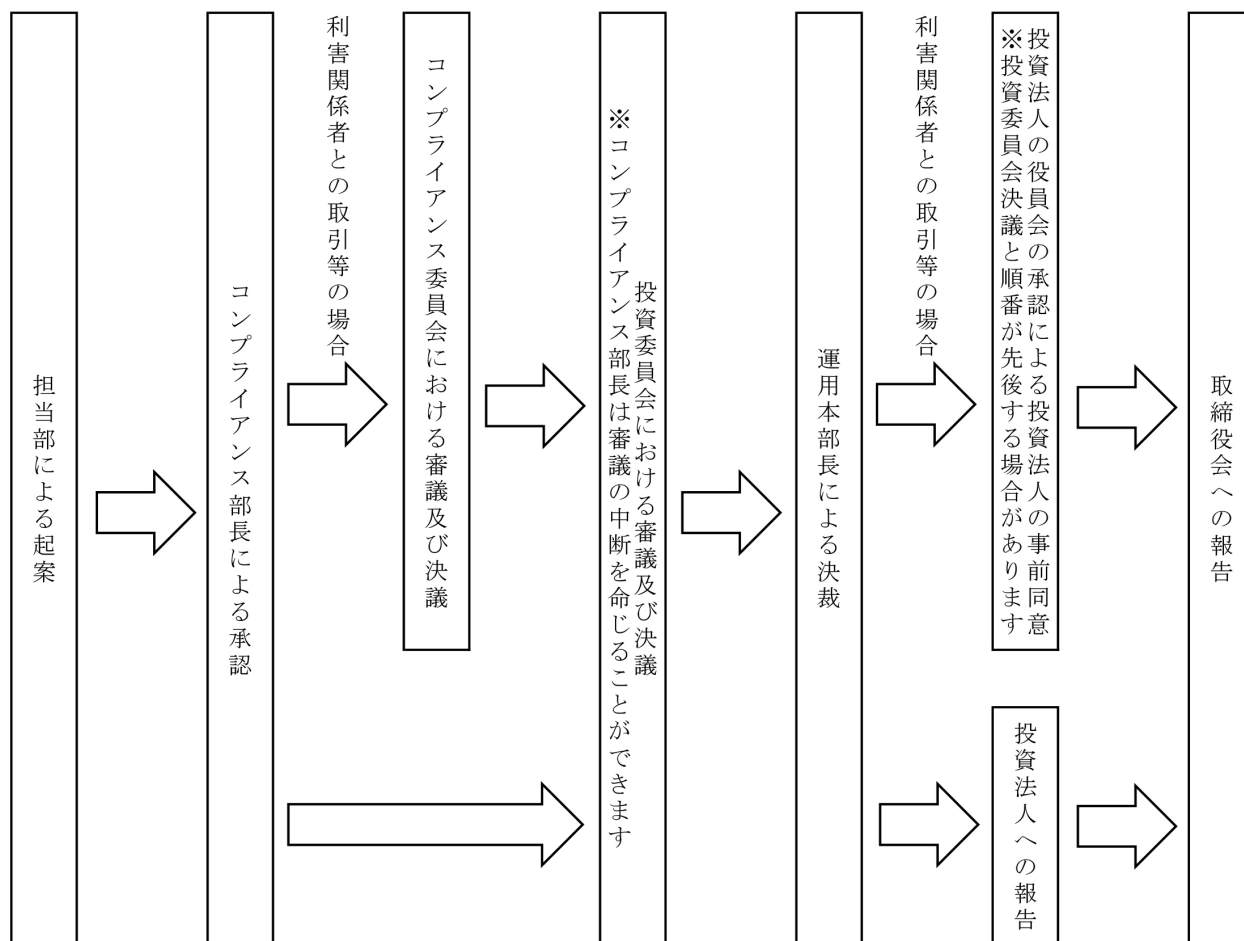 担当部による起案
コンプライアンス部長による承認
利害関係者との取引等の場合
コンプライアンス委員会における審議及び決議
投資委員会における審議及び決議
※コンプライアンス部長は審議の中断を命じることができます
運用本部長による決裁
利害関係者との取引等の場合
投資法人の役員会の承認による投資法人の事前同意
※投資委員会決議と順番が先後する場合があります
投資法人への報告
取締役会への報告